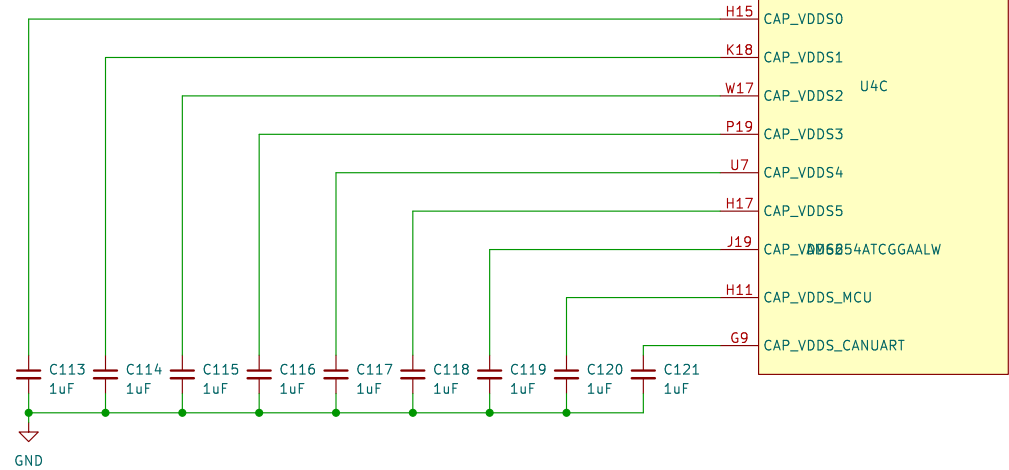 H15 CAP_VDDS0
K18 CAP_VDDS1
U4C
W17 CAP_VDDS2
P19 CAP_VDDS3
U7 CAP_VDDS4
H17 CAP_VDDS5
J19
H11 CAP_VDDS_MCU
G9 CAP_VDDS_CANUART
C113 C114 C115 C116 C117 C118 C119 C120 C121
1uF 1uF 1uF 1uF 1uF 1uF 1uF 1uF 1uF
GND